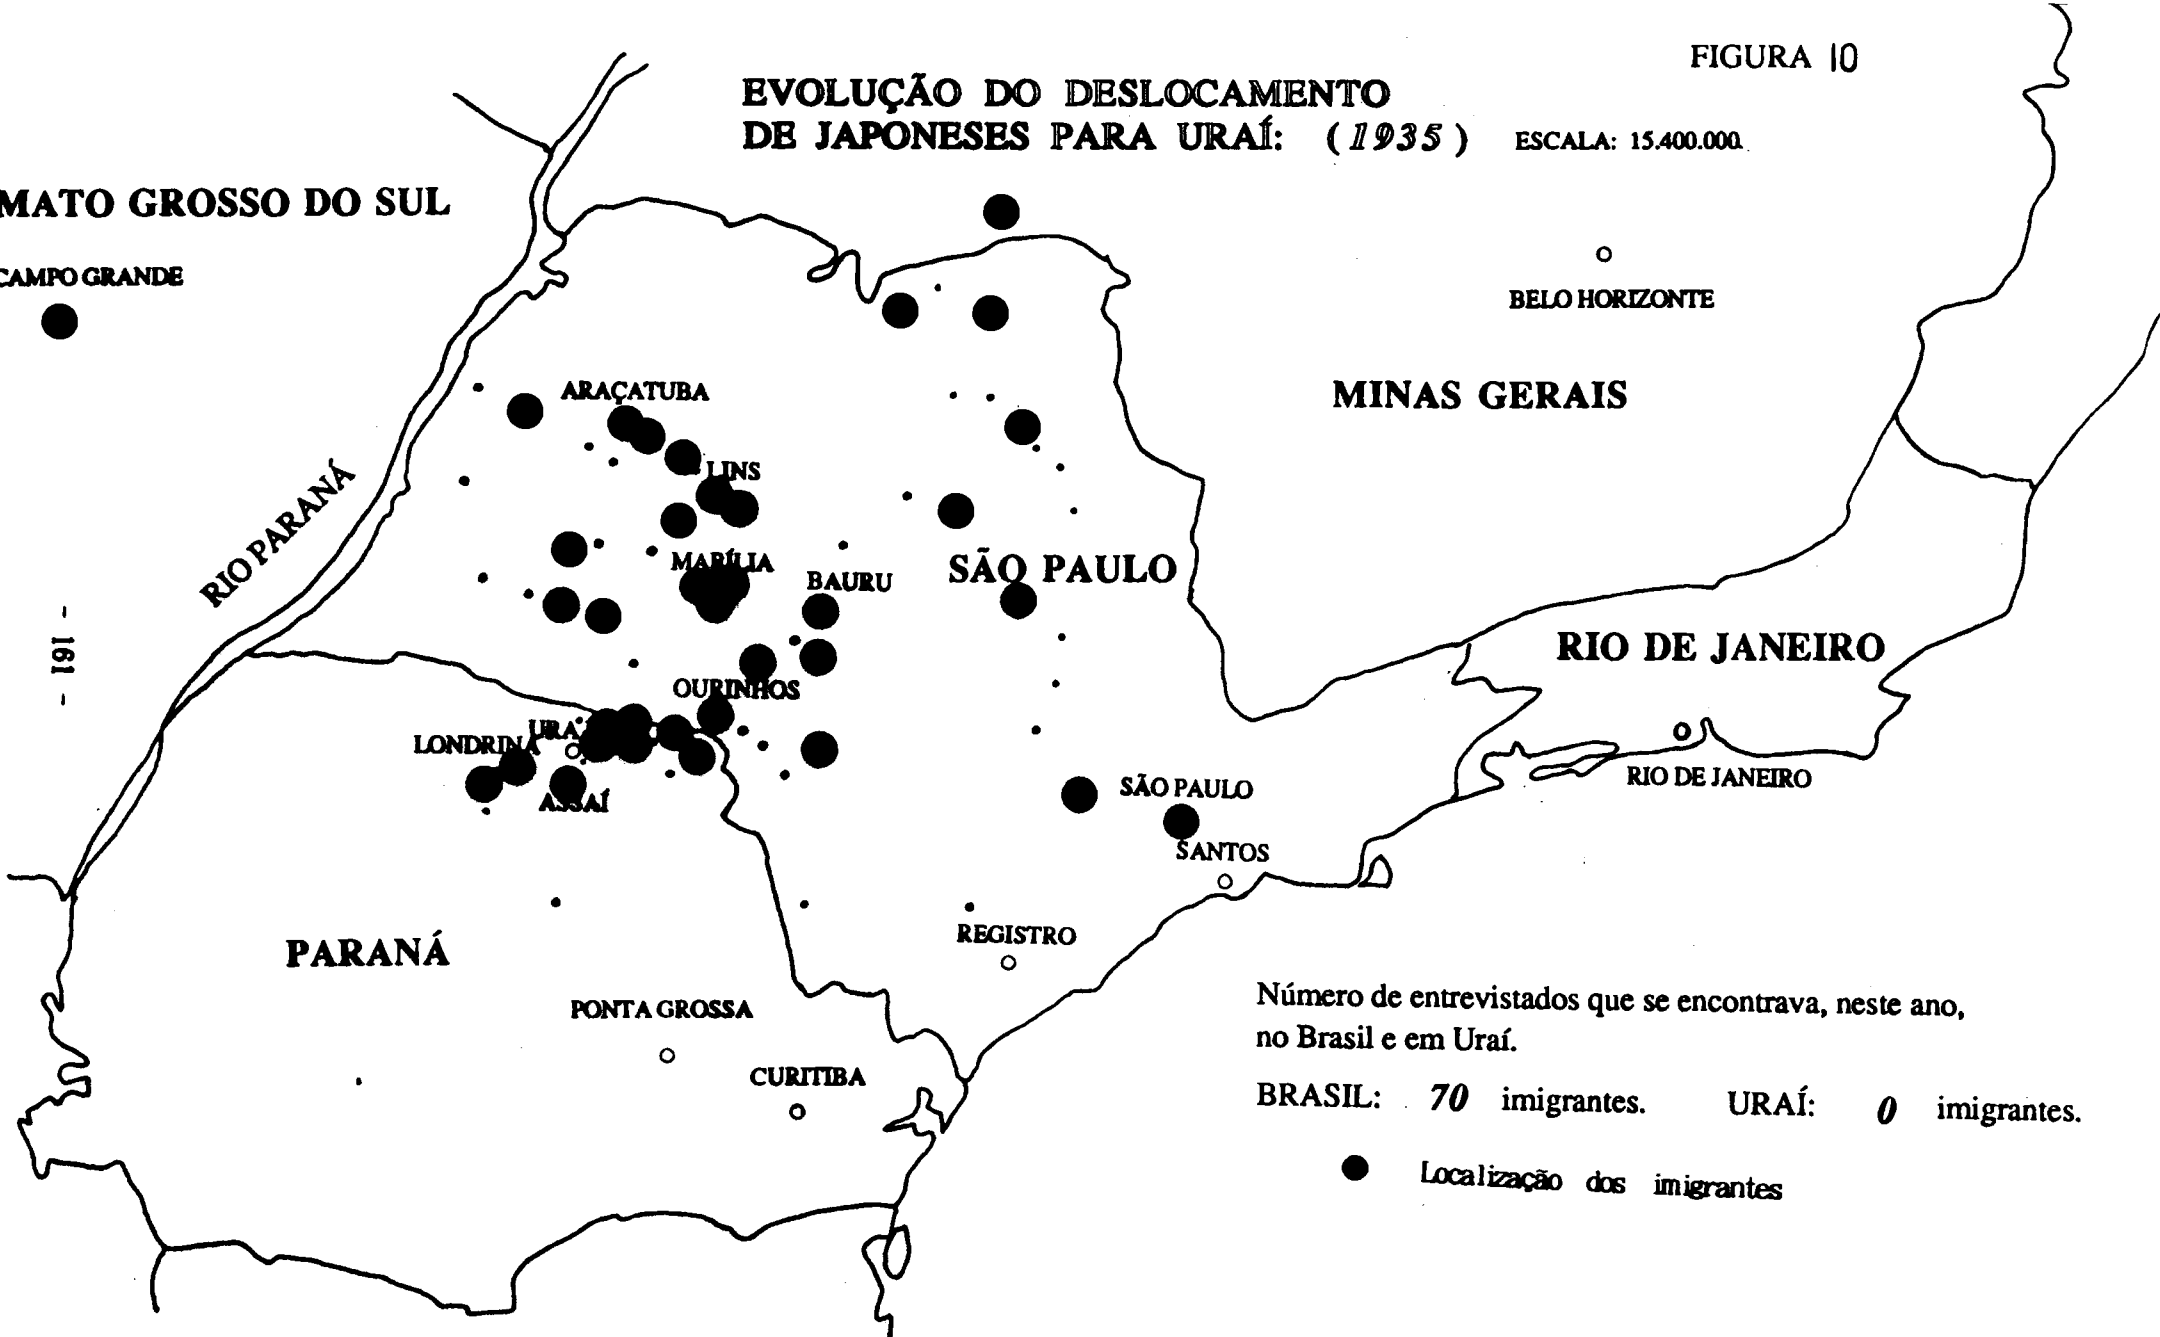 FIGURA 10
EVOLUÇÃO DO DESLOCAMENTO
DE JAPONESES PARA URAÍ: (1935) ESCALA: 15.400.000.
MATO GROSSO DO SUL
CAMPO GRANDE
BELO HORIZONTE
MINAS GERAIS
ARAÇATUBA
LINS
RIO PARANÁ
MARÍLIA
BAURU
SÃO PAULO
- 161 -
RIO DE JANEIRO
OURINHOS
URAÍ
LONDRINA
ASSAÍ
RIO DE JANEIRO
SÃO PAULO
SANTOS
REGISTRO
PARANÁ
PONTA GROSSA
CURITIBA
Número de entrevistados que se encontrava, neste ano,
no Brasil e em Uraí.
BRASIL: 70 imigrantes. URAÍ: 0 imigrantes.
Localização dos imigrantes